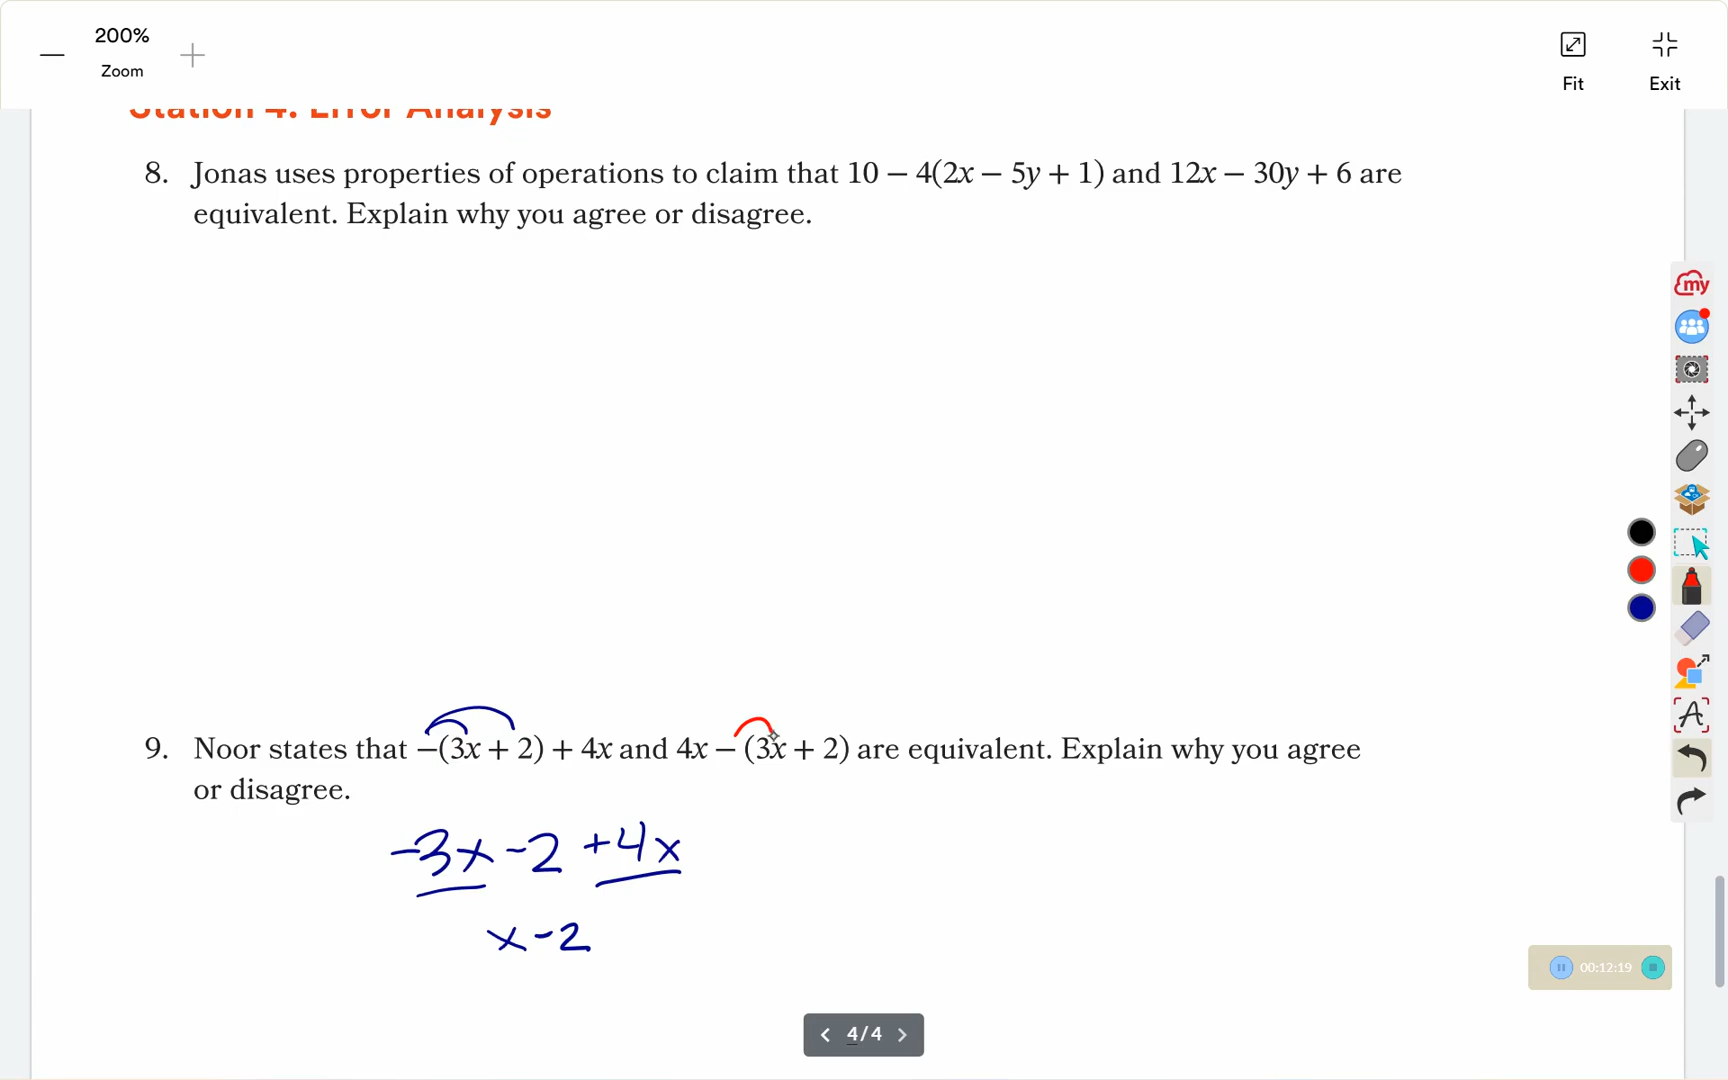 200%
Zoom
Fit
Exit
Station 4: Error Analysis
8. Jonas uses properties of operations to claim that 10 − 4(2x − 5y + 1) and 12x − 30y + 6 are
equivalent. Explain why you agree or disagree.
my
9. Noor states that −(3x + 2) + 4x and 4x − (3x + 2) are equivalent. Explain why you agree
or disagree.
-3x -2 +4x
x -2
00:12:19
4/4
A